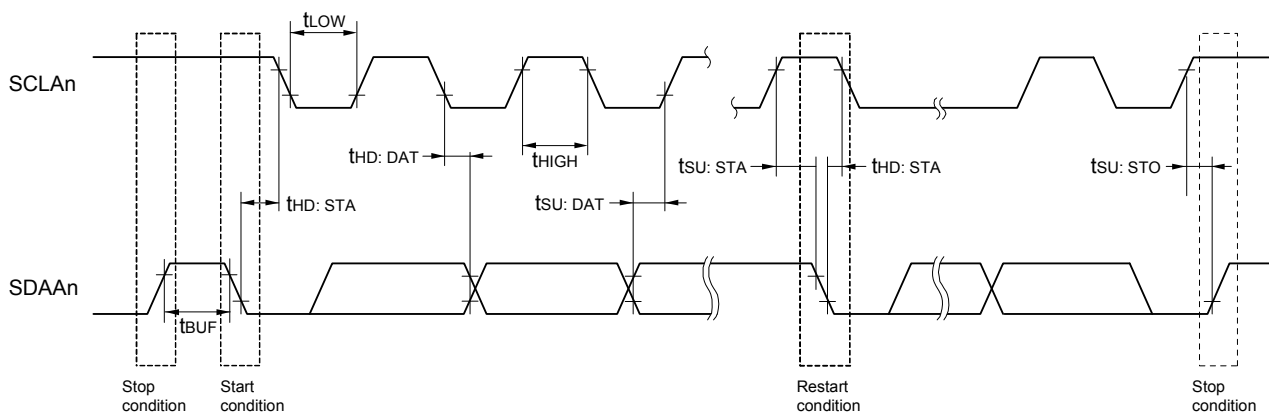 tLOW
SCLAn
tHD: DAT
tHIGH
tSU: STA
tHD: STA
tSU: STO
tHD: STA
tSU: DAT
SDAAn
tBUF
Stop
condition
Start
condition
Restart
condition
Stop
condition